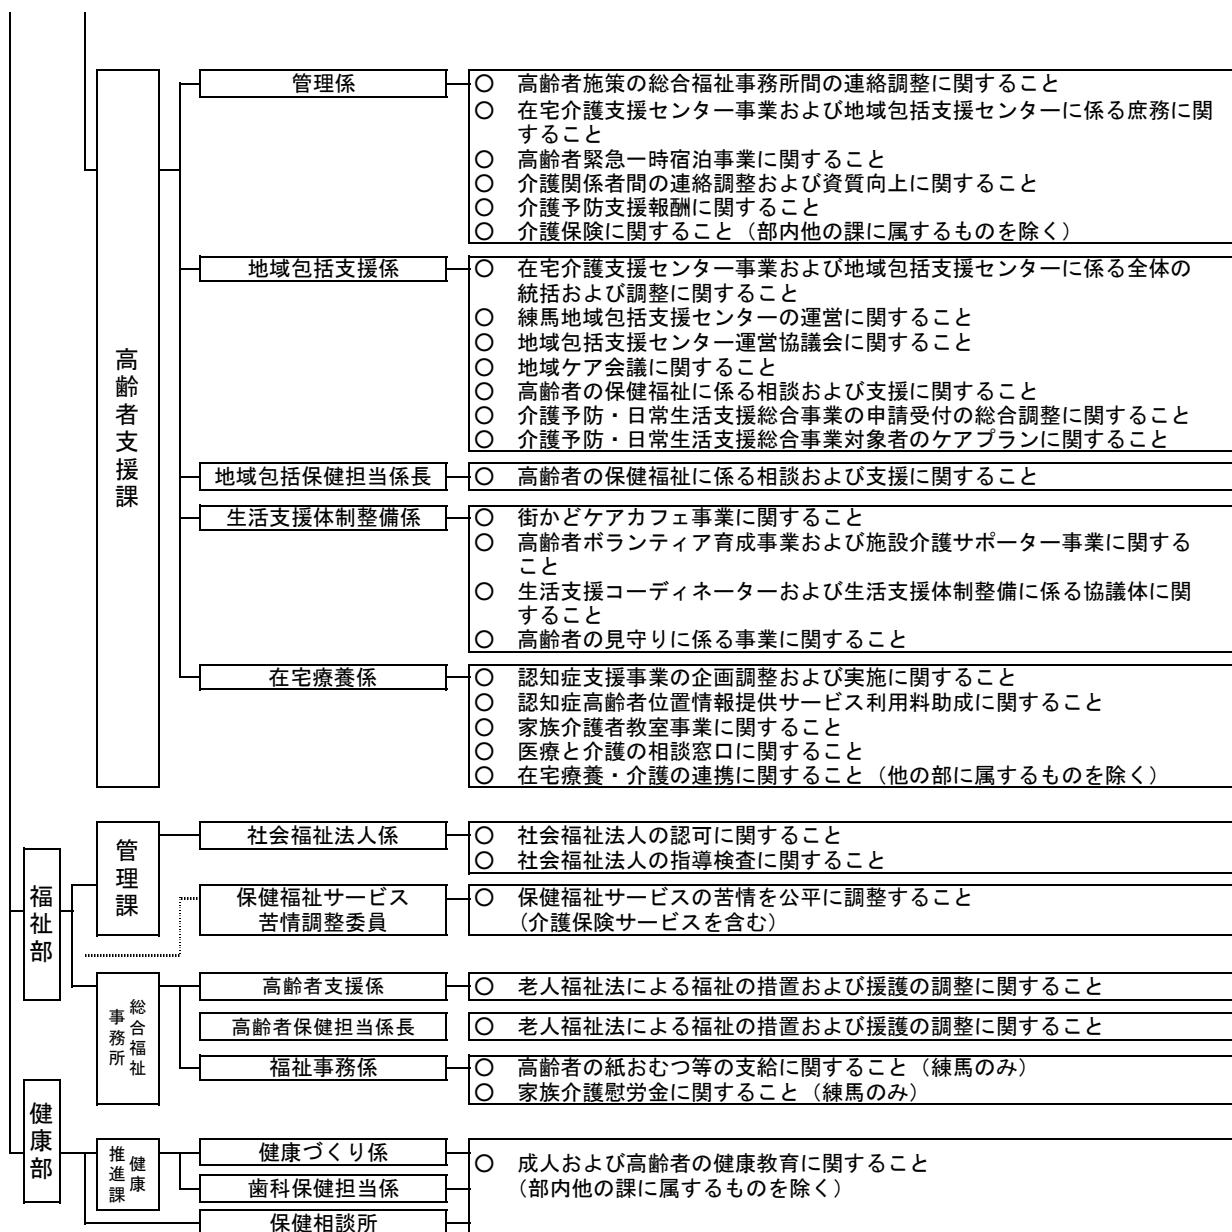 高齢者支援課
管理係
〇 高齢者施策の総合福祉事務所間の連絡調整に関すること
〇 在宅介護支援センター事業および地域包括支援センターに係る庶務に関
すること
〇 高齢者緊急一時宿泊事業に関すること
〇 介護関係者間の連絡調整および資質向上に関すること
〇 介護予防支援報酬に関すること
〇 介護保険に関すること（部内他の課に属するものを除く）
地域包括支援係
〇 在宅介護支援センター事業および地域包括支援センターに係る全体の
統括および調整に関すること
〇 練馬地域包括支援センターの運営に関すること
〇 地域包括支援センター運営協議会に関すること
〇 地域ケア会議に関すること
〇 高齢者の保健福祉に係る相談および支援に関すること
〇 介護予防・日常生活支援総合事業の申請受付の総合調整に関すること
〇 介護予防・日常生活支援総合事業対象者のケアプランに関すること
地域包括保健担当係長
〇 高齢者の保健福祉に係る相談および支援に関すること
生活支援体制整備係
〇 街かどケアカフェ事業に関すること
〇 高齢者ボランティア育成事業および施設介護サポーター事業に関する
こと
〇 生活支援コーディネーターおよび生活支援体制整備に係る協議体に関
すること
〇 高齢者の見守りに係る事業に関すること
在宅療養係
〇 認知症支援事業の企画調整および実施に関すること
〇 認知症高齢者位置情報提供サービス利用料助成に関すること
〇 家族介護者教室事業に関すること
〇 医療と介護の相談窓口に関すること
〇 在宅療養・介護の連携に関すること（他の部に属するものを除く）
福祉部
管理課
社会福祉法人係
〇 社会福祉法人の認可に関すること
〇 社会福祉法人の指導検査に関すること
保健福祉サービス
苦情調整委員
〇 保健福祉サービスの苦情を公平に調整すること
(介護保険サービスを含む)
総合福祉
事務所
高齢者支援係
〇 老人福祉法による福祉の措置および援護の調整に関すること
高齢者保健担当係長
〇 老人福祉法による福祉の措置および援護の調整に関すること
福祉事務係
〇 高齢者の紙おむつ等の支給に関すること（練馬のみ）
〇 家族介護慰労金に関すること（練馬のみ）
健康部
健康
推進課
健康づくり係
歯科保健担当係
保健相談所
〇 成人および高齢者の健康教育に関すること
（部内他の課に属するものを除く）